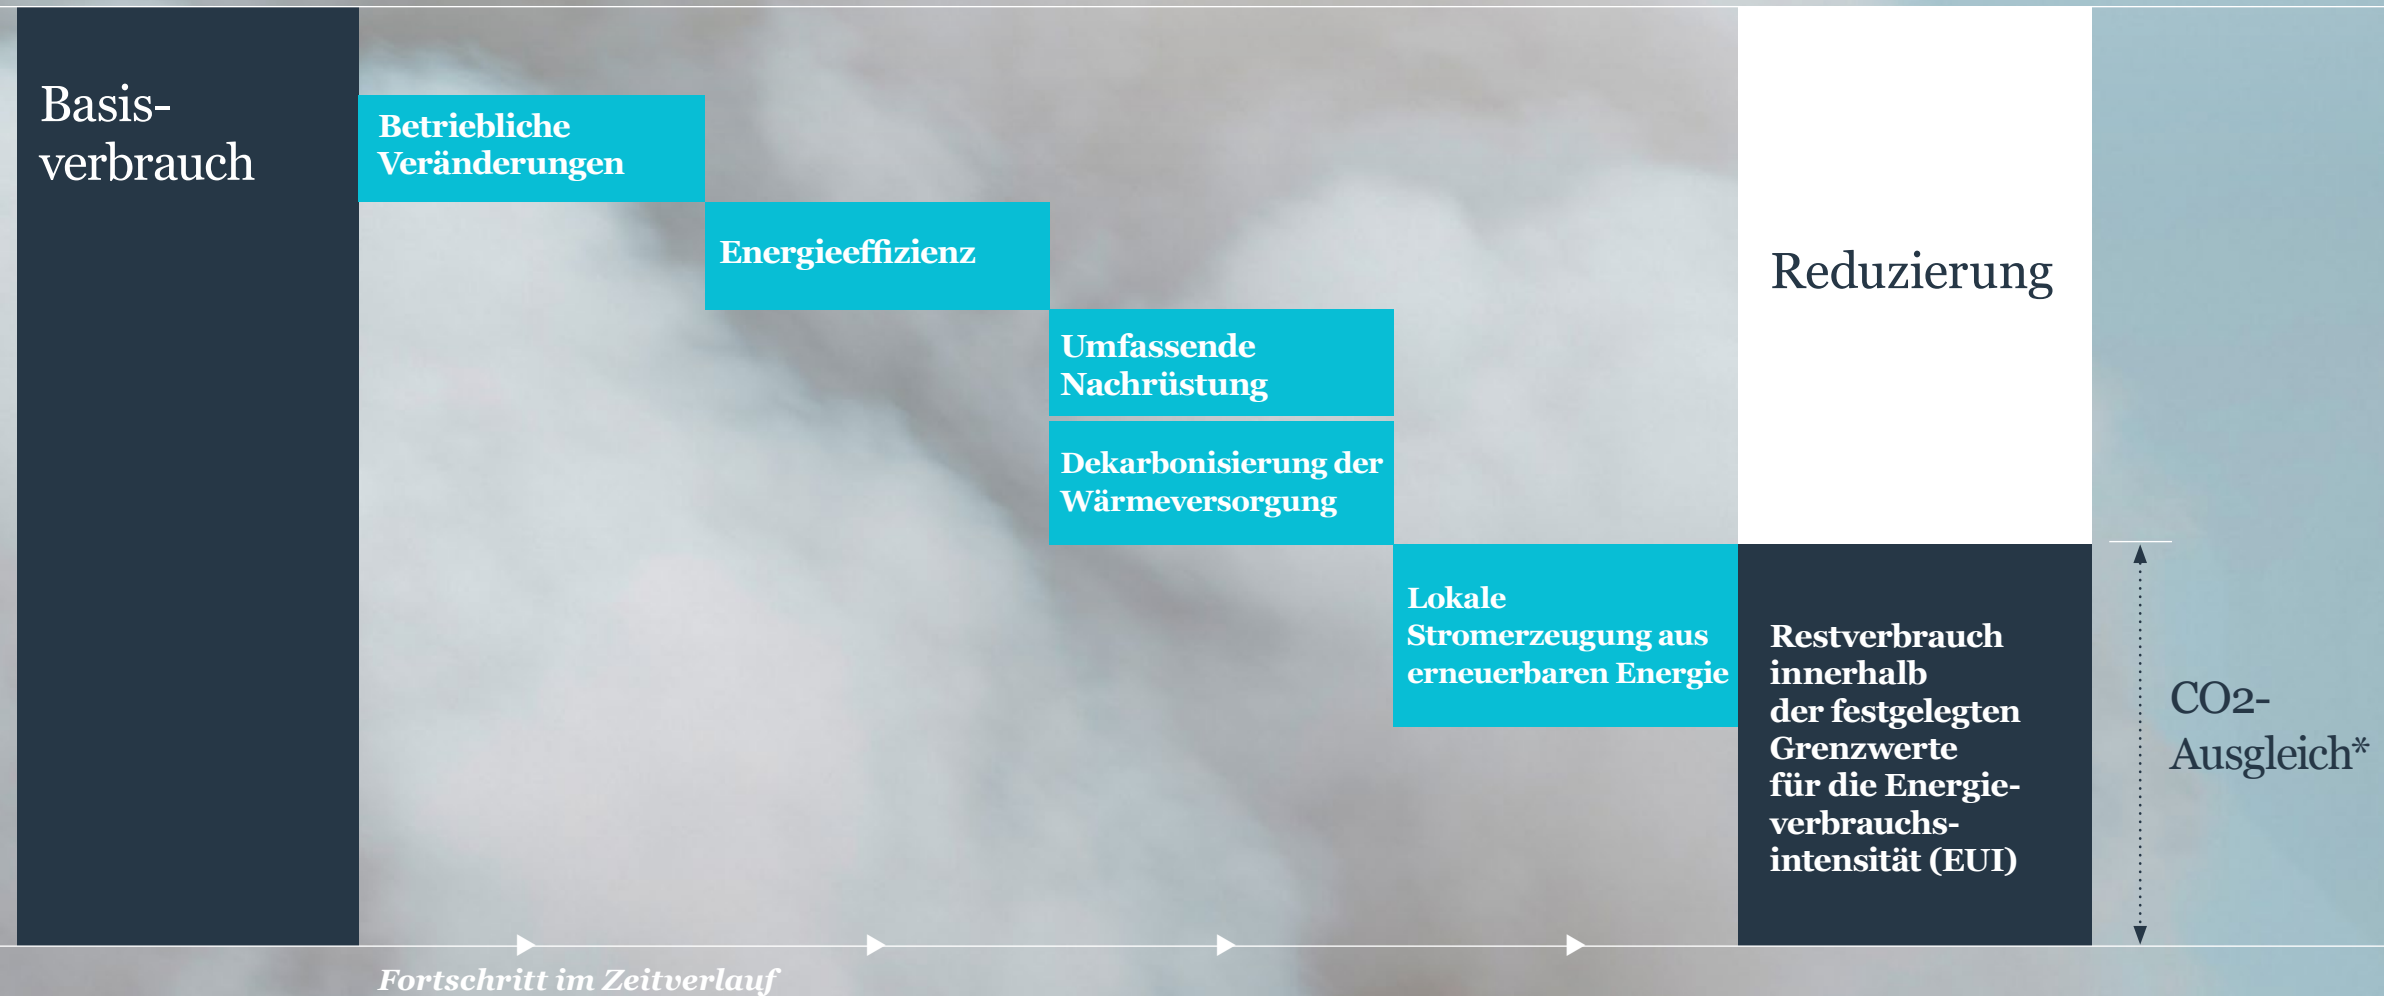 Basis-
verbrauch
Betriebliche
Veränderungen
Energieeffizienz
Umfassende
Nachrüstung
Dekarbonisierung der
Wärmeversorgung
Lokale
Stromerzeugung aus
erneuerbaren Energie
Reduzierung
Restverbrauch
innerhalb
der festgelegten
Grenzwerte
für die Energie-
verbrauchs-
intensität (EUI)
CO2-
Ausgleich*
Fortschritt im Zeitverlauf